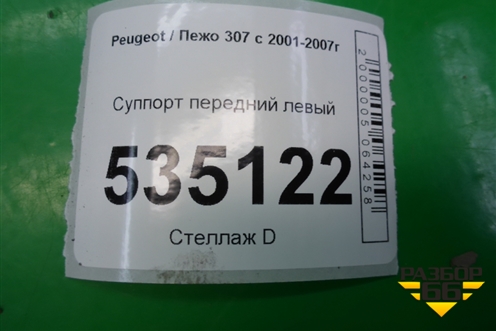 Peugeot / Пежо 307 с 2001-2007г
Суппорт передний левый
535122
Стеллаж D
2000005064258
РАЗБОР
66